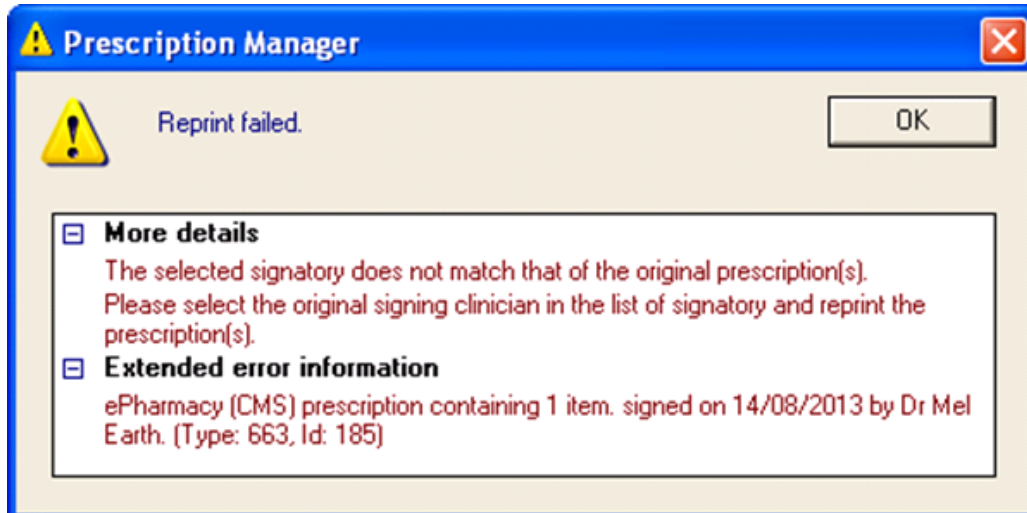 Prescription Manager
Reprint failed.
OK
More details
The selected signatory does not match that of the original prescription(s).
Please select the original signing clinician in the list of signatory and reprint the
prescription(s).
Extended error information
ePharmacy (CMS) prescription containing 1 item. signed on 14/08/2013 by Dr Mel
Earth. (Type: 663, Id: 185)